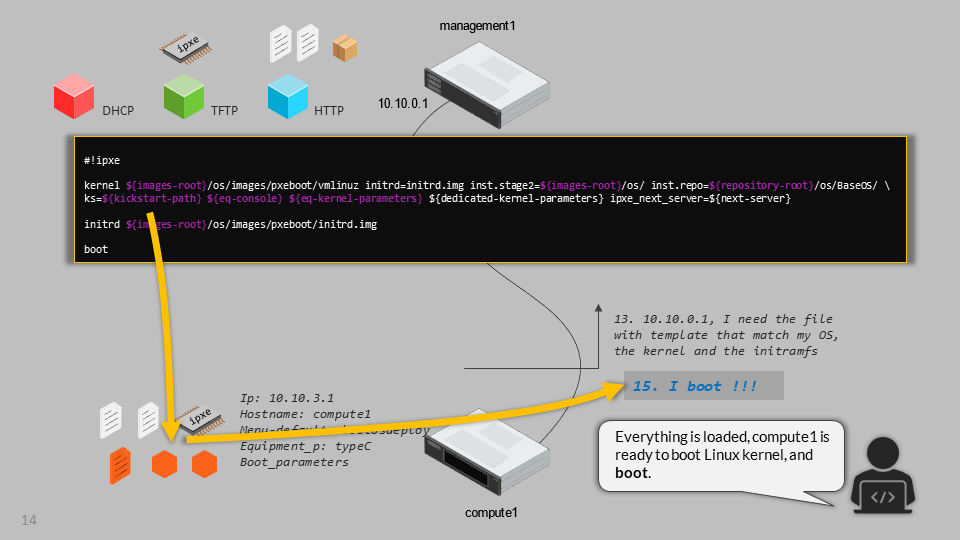 management1
ipxe
10.10.0.1
DHCP
TFTP
HTTP
#!ipxe
kernel ${images-root}/os/images/pxeboot/vmlinuz initrd=initrd.img inst.stage2=${images-root}/os/ inst.repo=${repository-root}/os/BaseOS/ \
ks=${kickstart-path} ${eq-console} ${eq-kernel-parameters} ${dedicated-kernel-parameters} ipxe_next_server=${next-server}
initrd ${images-root}/os/images/pxeboot/initrd.img
boot
13. 10.10.0.1, I need the file
with template that match my OS,
the kernel and the initramfs
15. I boot !!!
ipxe
Ip: 10.10.3.1
Hostname: compute1
Equipment_p: typeC
Boot_parameters
Everything is loaded, compute1 is
ready to boot Linux kernel, and
boot.
</>
compute1
14